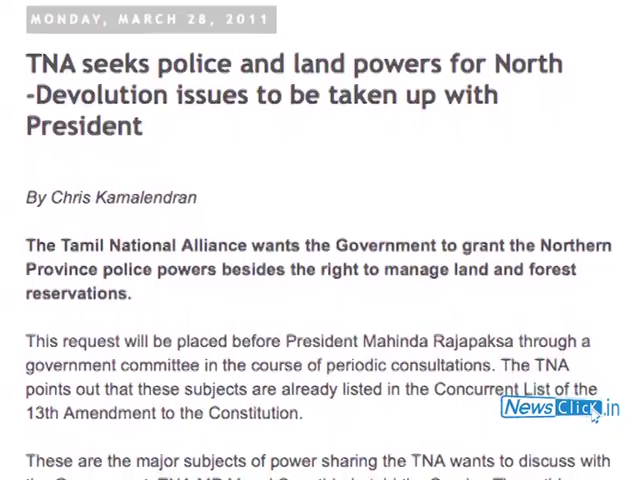 MONDAY, MARCH 28, 2011
TNA seeks police and land powers for North
-Devolution issues to be taken up with
President
By Chris Kamalendran
The Tamil National Alliance wants the Government to grant the Northern
Province police powers besides the right to manage land and forest
reservations.
This request will be placed before President Mahinda Rajapaksa through a
government committee in the course of periodic consultations. The TNA
points out that these subjects are already listed in the Concurrent List of the
13th Amendment to the Constitution.
NewsClick.in
These are the major subjects of power sharing the TNA wants to discuss with